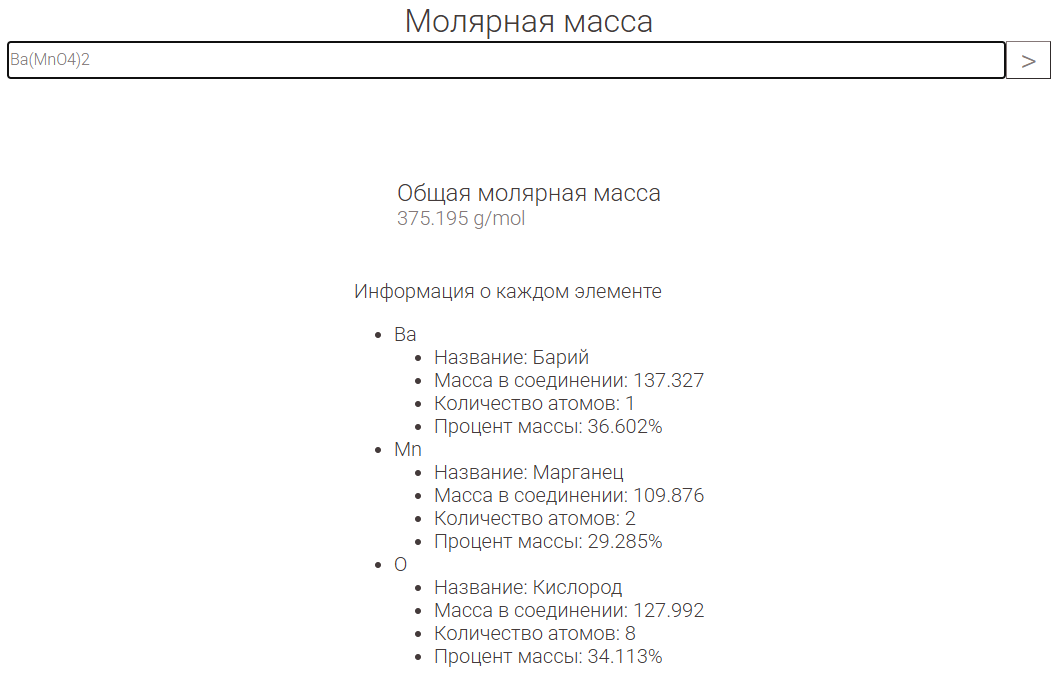 Молярная масса
Ba(MnO4)2
>
Общая молярная масса
375.195 g/mol
Информация о каждом элементе
Ba
Название: Барий
Масса в соединении: 137.327
Количество атомов: 1
Процент массы: 36.602%
Mn
Название: Марганец
Масса в соединении: 109.876
Количество атомов: 2
Процент массы: 29.285%
O
Название: Кислород
Масса в соединении: 127.992
Количество атомов: 8
Процент массы: 34.113%